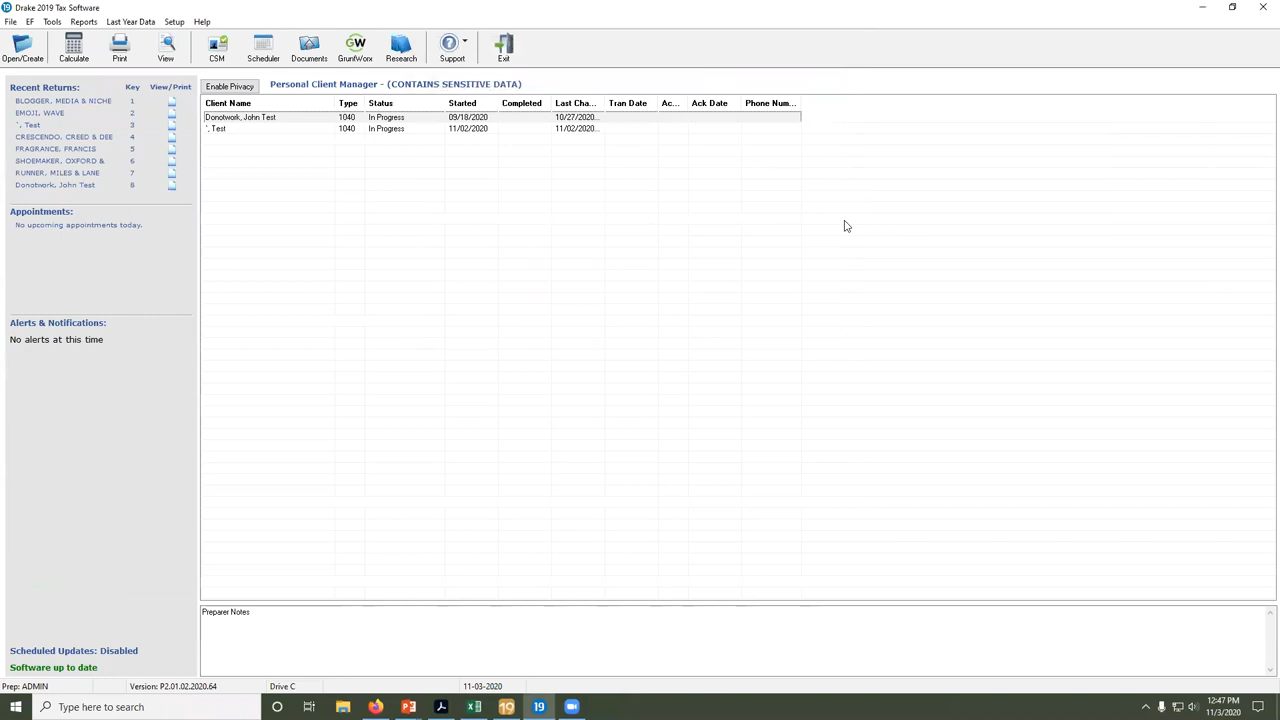 Drake 2019 Tax Software
File EF Tools Reports Last Year Data Setup Help
Open/Create Calculate Print View CSM Scheduler Documents GruntWorx Research Support Exit
Recent Returns: Key View/Print
BLOGGER, MEDIA & NICHE 1
EMOJI, WAVE 2
', Test 3
CRESCENDO, CREED & DEE 4
FRAGRANCE, FRANCIS 5
SHOEMAKER, OXFORD & 6
RUNNER, MILES & LANE 7
Donotwork, John Test 8
Appointments:
No upcoming appointments today.
Alerts & Notifications:
No alerts at this time
Scheduled Updates: Disabled
Software up to date
Enable Privacy Personal Client Manager - (CONTAINS SENSITIVE DATA)
Client Name Type Status Started Completed Last Cha... Tran Date Ac... Ack Date Phone Num...
Donotwork, John Test 1040 In Progress 09/18/2020 10/27/2020...
', Test 1040 In Progress 11/02/2020 11/02/2020...
Preparer Notes
Prep: ADMIN Version: P2.01.02.2020.64 Drive C 11-03-2020
Type here to search
12:47 PM
11/3/2020